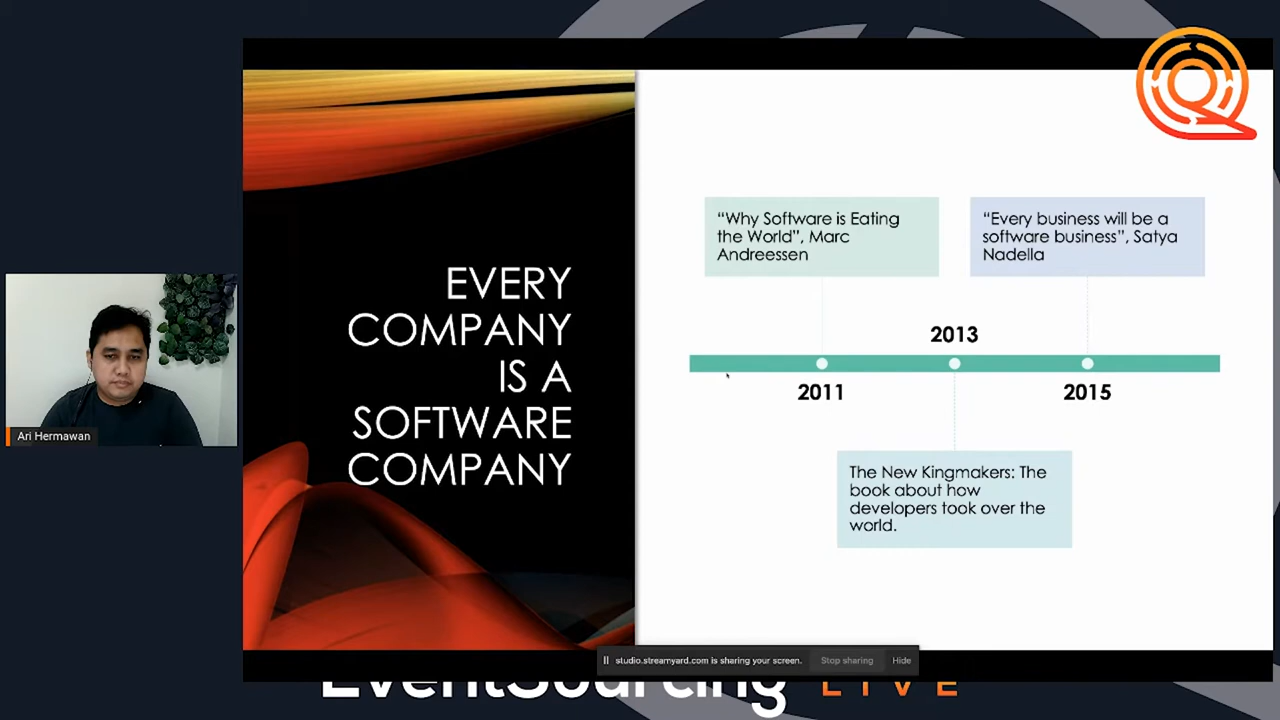 EVERY
COMPANY
IS A
SOFTWARE
COMPANY
“Why Software is Eating
the World”, Marc
Andreessen
“Every business will be a
software business”, Satya
Nadella
2013
2011
2015
The New Kingmakers: The
book about how
developers took over the
world.
Ari Hermawan
studio.streamyard.com is sharing your screen.
Stop sharing
Hide
EventSourcing LIVE